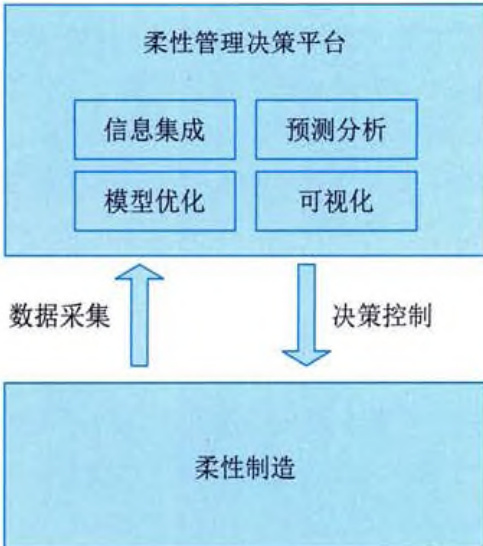 柔性管理决策平台
信息集成 预测分析
模型优化 可视化
数据采集 决策控制
柔性制造